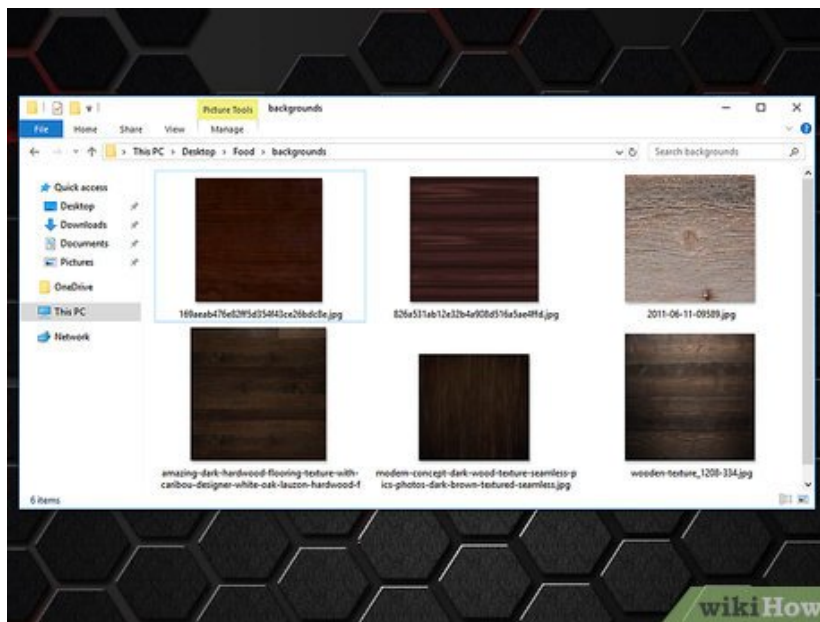 Picture Tools backgrounds
File Home Share View Manage
This PC > Desktop > Food > backgrounds
Search backgrounds
Quick access
Desktop
Downloads
Documents
Pictures
OneDrive
This PC
Network
826a531ab12e32b4a908d516a5ae4ffd.jpg
2011-06-11-09589.jpg
amazing-dark-hardwood-flooring-texture-with-
caribou-designer-white-oak-lauzon-hardwood-f
modern-concept-dark-wood-texture-seamless-p
ics-photos-dark-brown-textured-seamless.jpg
wooden-texture_1208-334.jpg
6 items
wikiHow